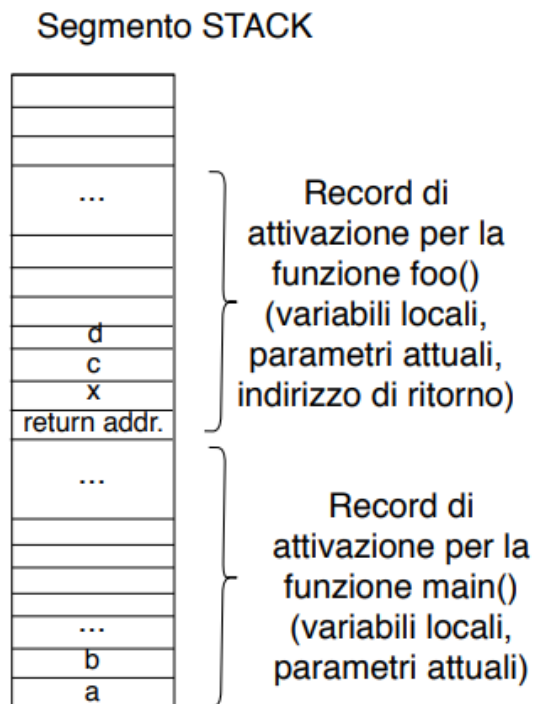 Segmento STACK
...
d
c
x
return addr.
Record di
attivazione per la
funzione foo()
(variabili locali,
parametri attuali,
indirizzo di ritorno)
...
...
b
a
Record di
attivazione per la
funzione main()
(variabili locali,
parametri attuali)